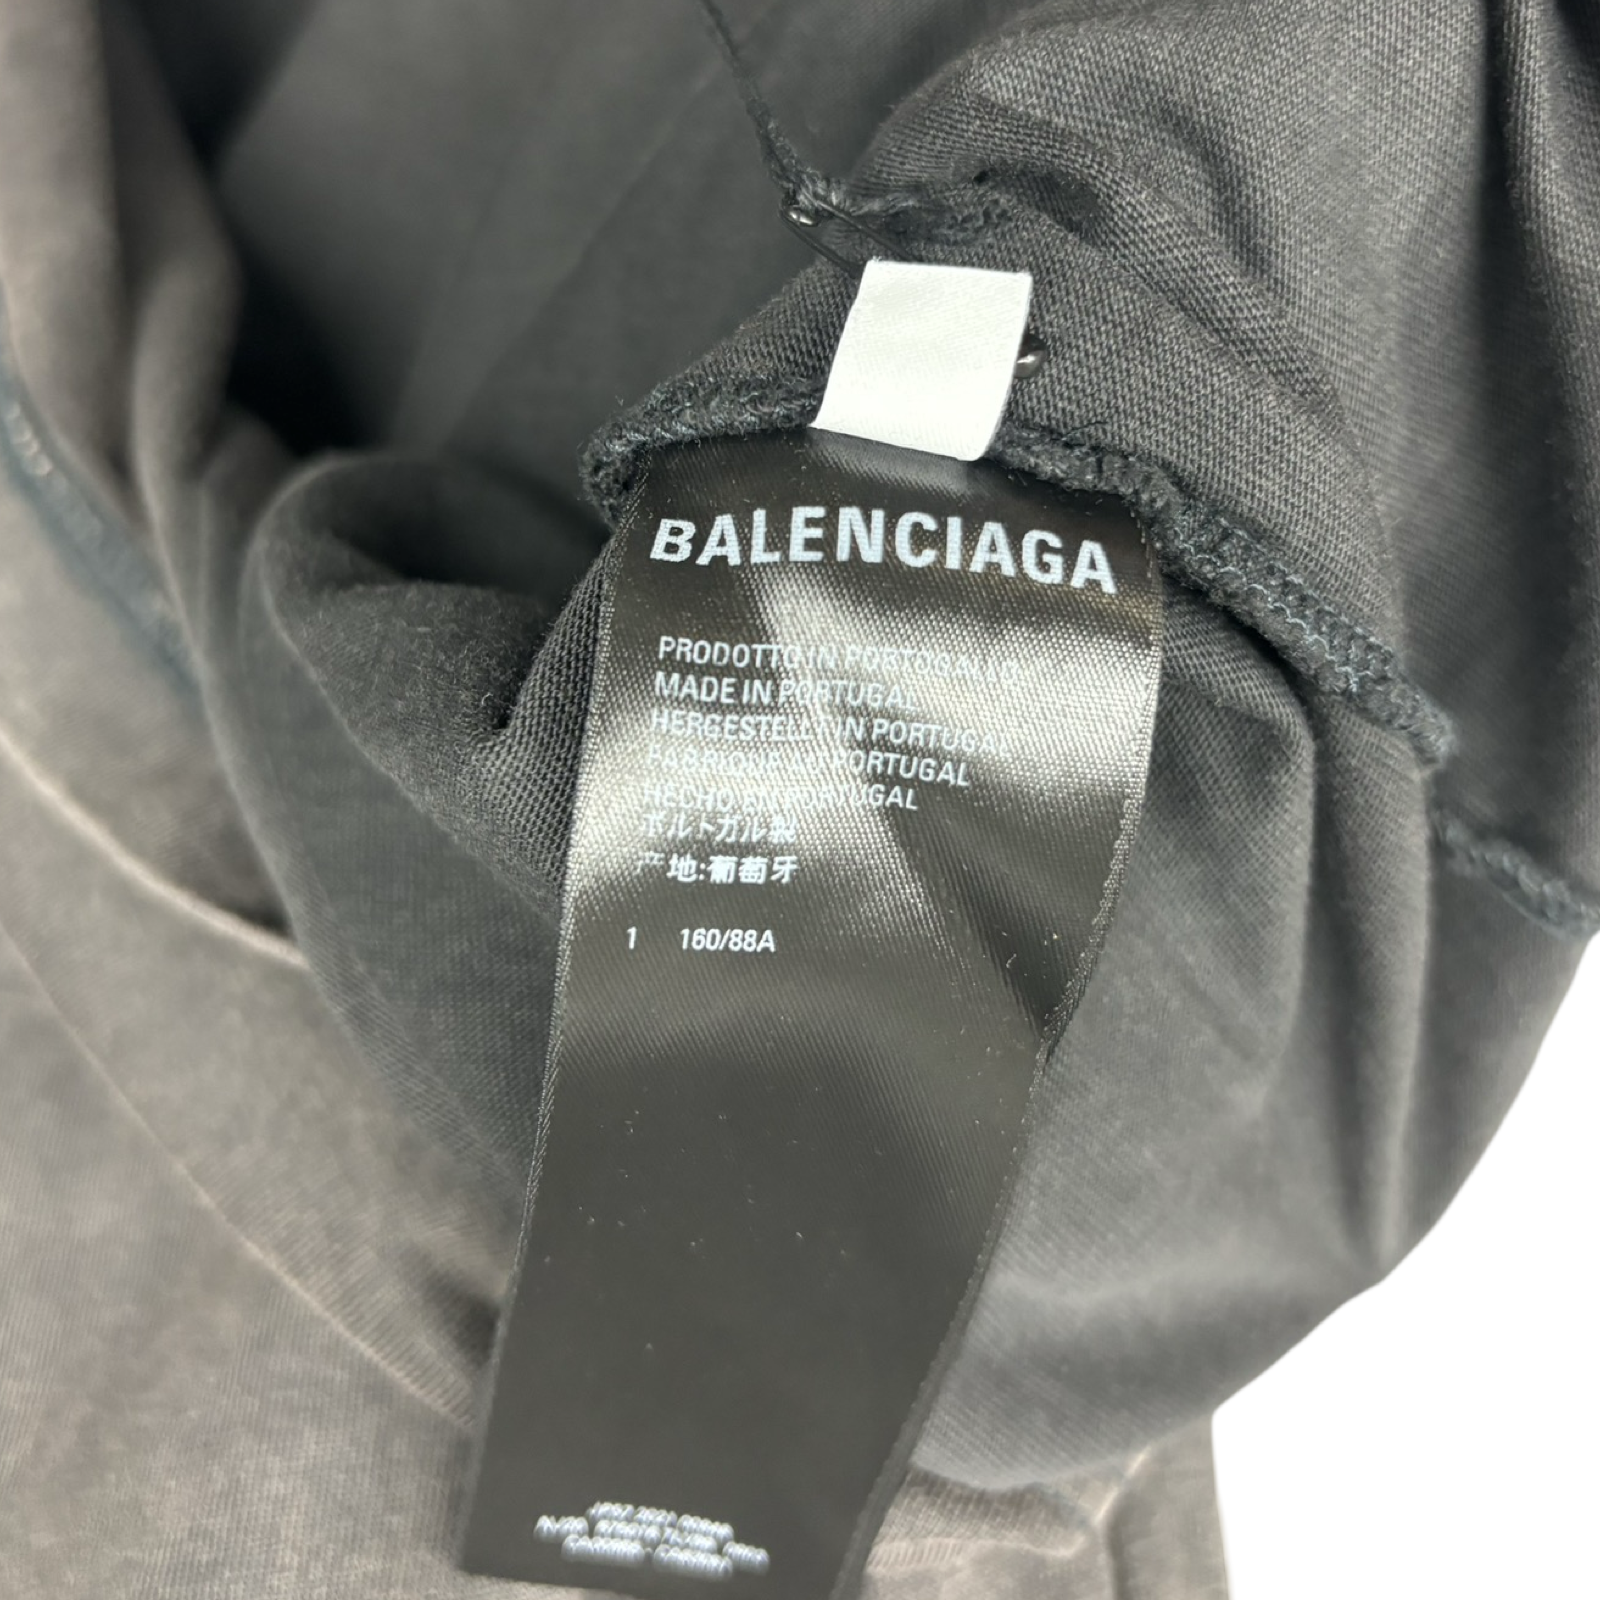 BALENCIAGA
PRODOTTO IN PORTOGALLO
MADE IN PORTUGAL
HERGESTELLT IN PORTUGAL
FABRIQUE AU PORTUGAL
HECHO EN PORTUGAL
ポルトガル製
产地:葡萄牙
1 160/88A